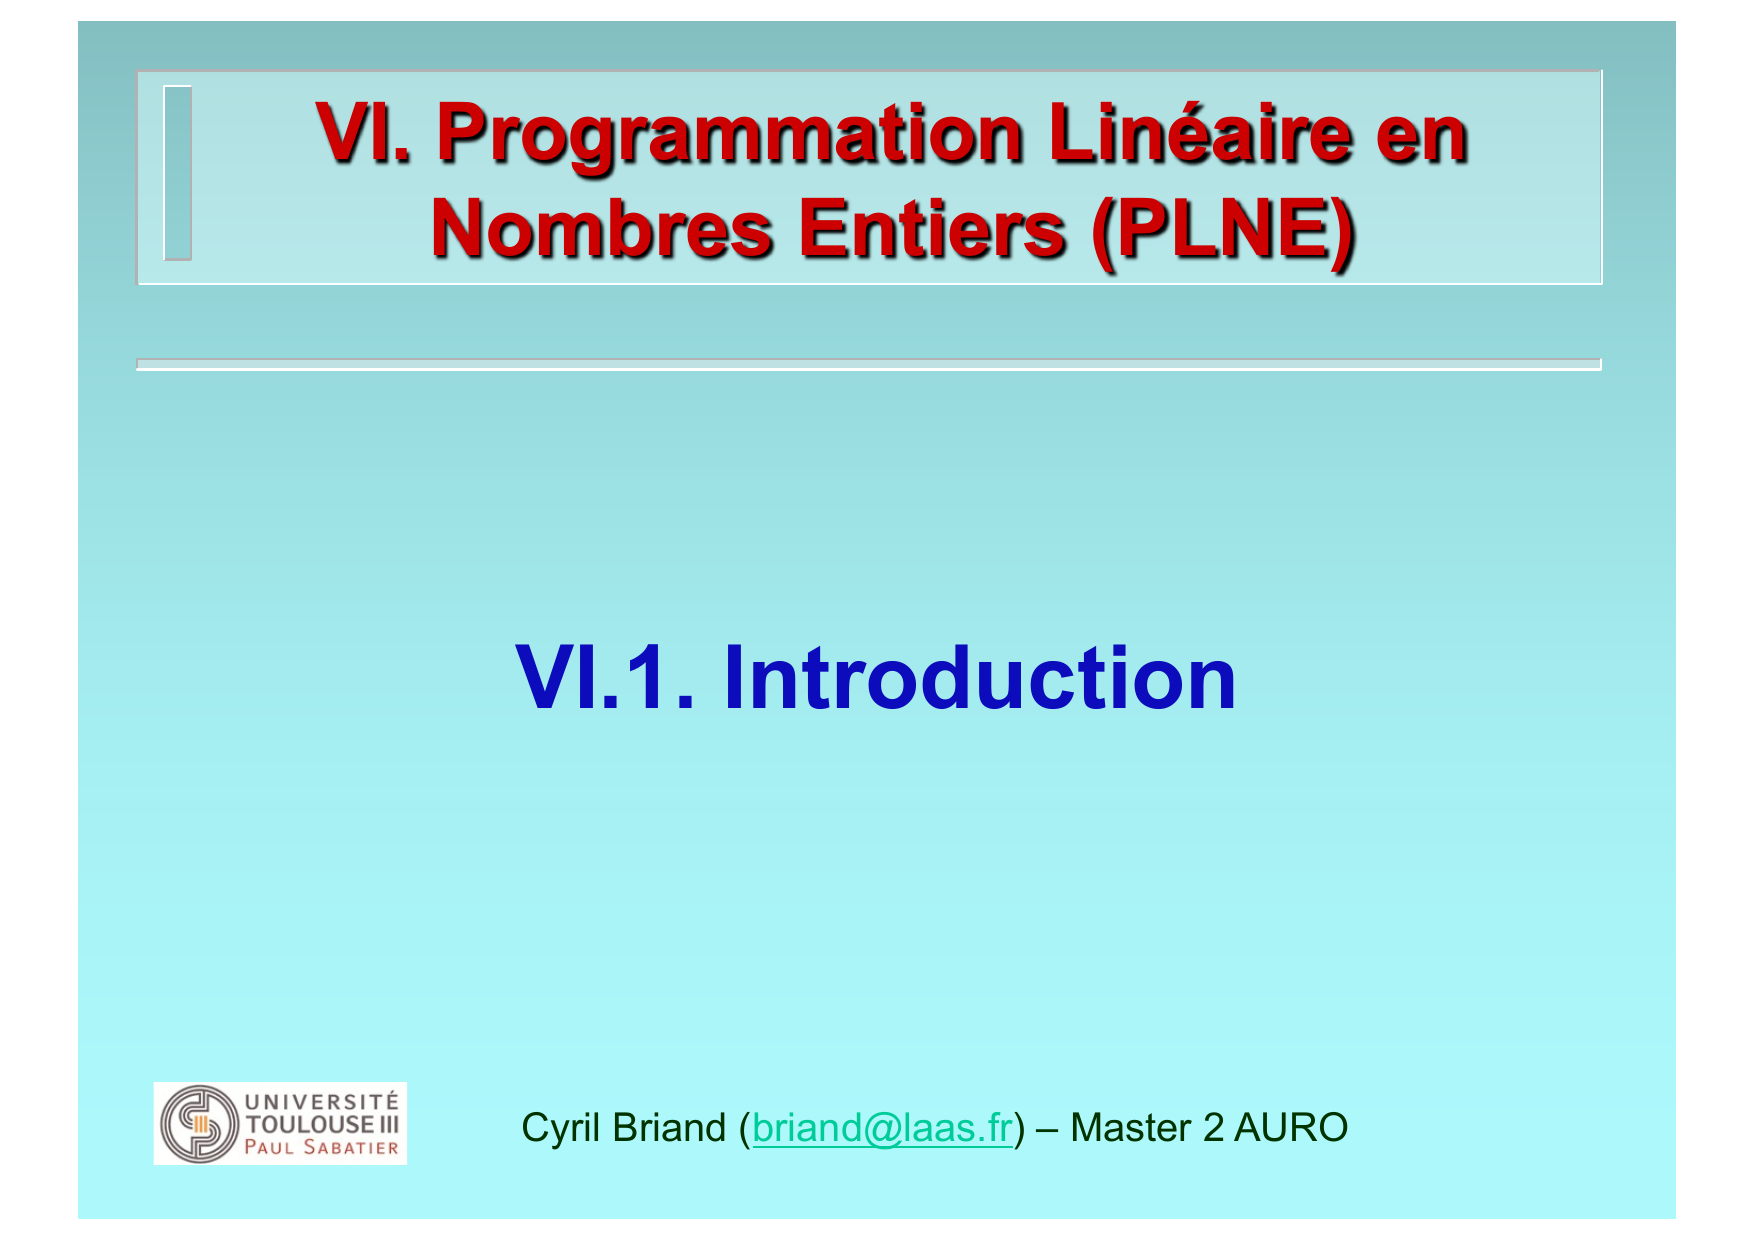 VI. Programmation Linéaire en
Nombres Entiers (PLNE)
VI.1. Introduction
UNIVERSITÉ
TOULOUSE III
PAUL SABATIER
Cyril Briand (briand@laas.fr) – Master 2 AURO